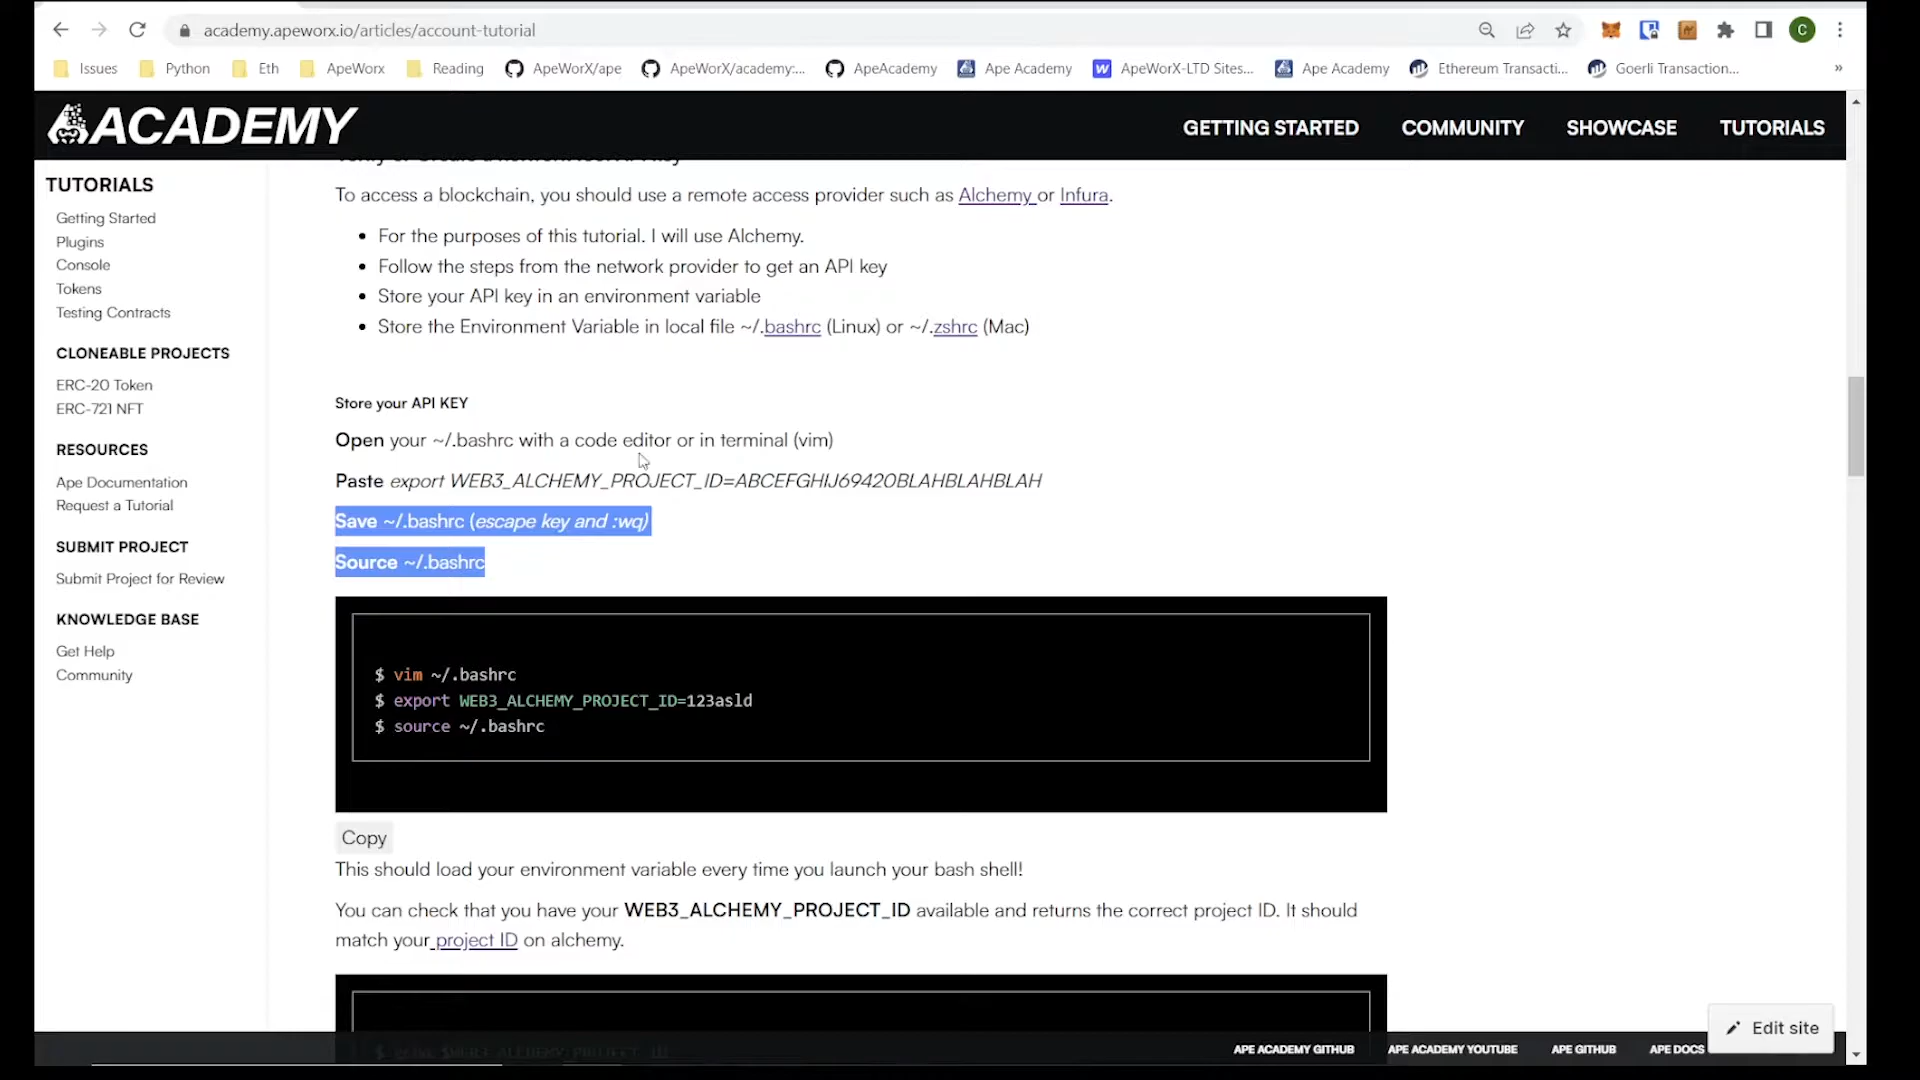 academy.apeworx.io/articles/account-tutorial
C
Issues Python Eth ApeWorx Reading ApeWorX/ape ApeWorX/academy:... ApeAcademy Ape Academy ApeWorX-LTD Sites... Ape Academy Ethereum Transacti... Goerli Transaction... »
ACADEMY
GETTING STARTED COMMUNITY SHOWCASE TUTORIALS
TUTORIALS
Getting Started
Plugins
Console
Tokens
Testing Contracts
CLONEABLE PROJECTS
ERC-20 Token
ERC-721 NFT
RESOURCES
Ape Documentation
Request a Tutorial
SUBMIT PROJECT
Submit Project for Review
KNOWLEDGE BASE
Get Help
Community
To access a blockchain, you should use a remote access provider such as Alchemy or Infura.
• For the purposes of this tutorial. I will use Alchemy.
• Follow the steps from the network provider to get an API key
• Store your API key in an environment variable
• Store the Environment Variable in local file ~/.bashrc (Linux) or ~/.zshrc (Mac)
Store your API KEY
Open your ~/.bashrc with a code editor or in terminal (vim)
Paste export WEB3_ALCHEMY_PROJECT_ID=ABCEFGHIJ69420BLAHBLAHBLAH
Save ~/.bashrc (escape key and :wq)
Source ~/.bashrc
$ vim ~/.bashrc
$ export WEB3_ALCHEMY_PROJECT_ID=123asld
$ source ~/.bashrc
Copy
This should load your environment variable every time you launch your bash shell!
You can check that you have your WEB3_ALCHEMY_PROJECT_ID available and returns the correct project ID. It should
match your project ID on alchemy.
$ echo $WEB3_ALCHEMY_PROJECT_ID
Edit site
APE ACADEMY GITHUB APE ACADEMY YOUTUBE APE GITHUB APE DOCS